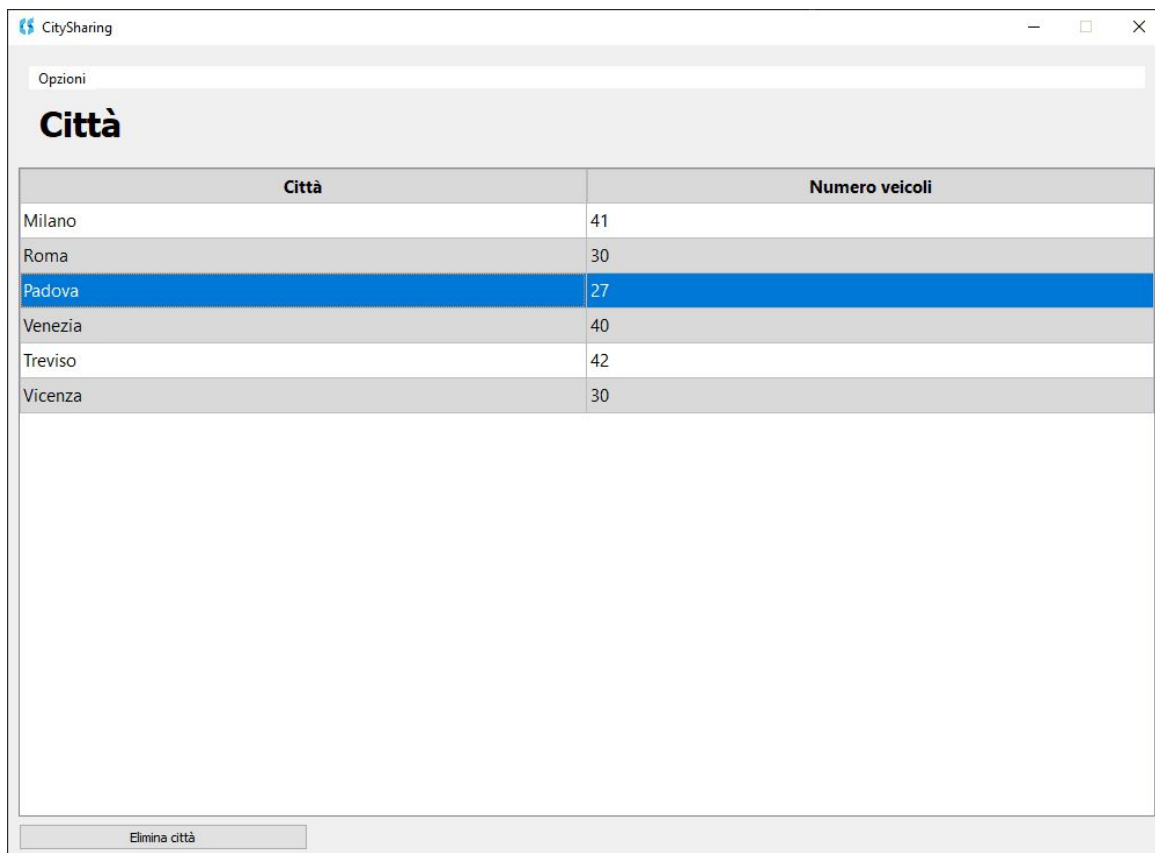 CitySharing
Opzioni
Città
Città Numero veicoli
Milano 41
Roma 30
Padova 27
Venezia 40
Treviso 42
Vicenza 30
Elimina città